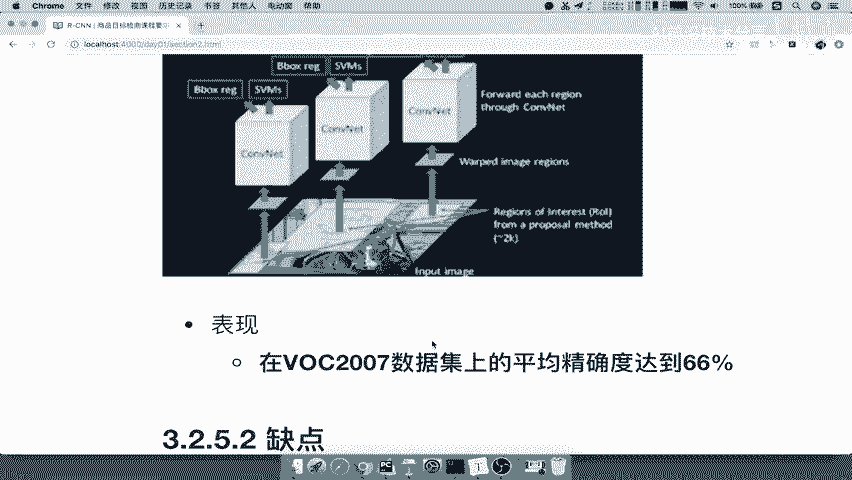 Chrome 文件 修改 视图 历史记录 书签 其他人 电动窗 帮助
100%
R-CNN | 商品目标检测课程
localhost:4000/day01/section2.html
Bbox reg SVMs
Bbox reg SVMs
ConvNet
ConvNet
ConvNet
Forward each region
through ConvNet
Warped image regions
Regions of Interest (RoI)
from a proposal method
(~2k)
Input image
• 表现
○ 在VOC2007数据集上的平均精确度达到66%
3.2.5.2 缺点